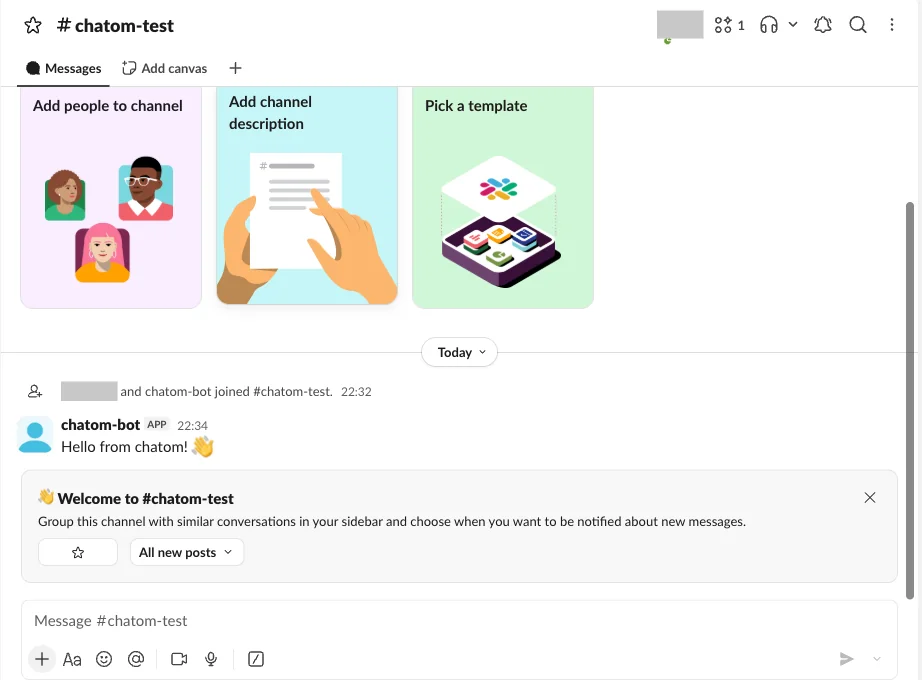 # chatom-test
1
Messages
Add canvas
Add people to channel
Add channel
description
Pick a template
#
Today
and chatom-bot joined #chatom-test. 22:32
chatom-bot APP 22:34
Hello from chatom! 👋
👋 Welcome to #chatom-test
Group this channel with similar conversations in your sidebar and choose when you want to be notified about new messages.
All new posts
Message #chatom-test
Aa